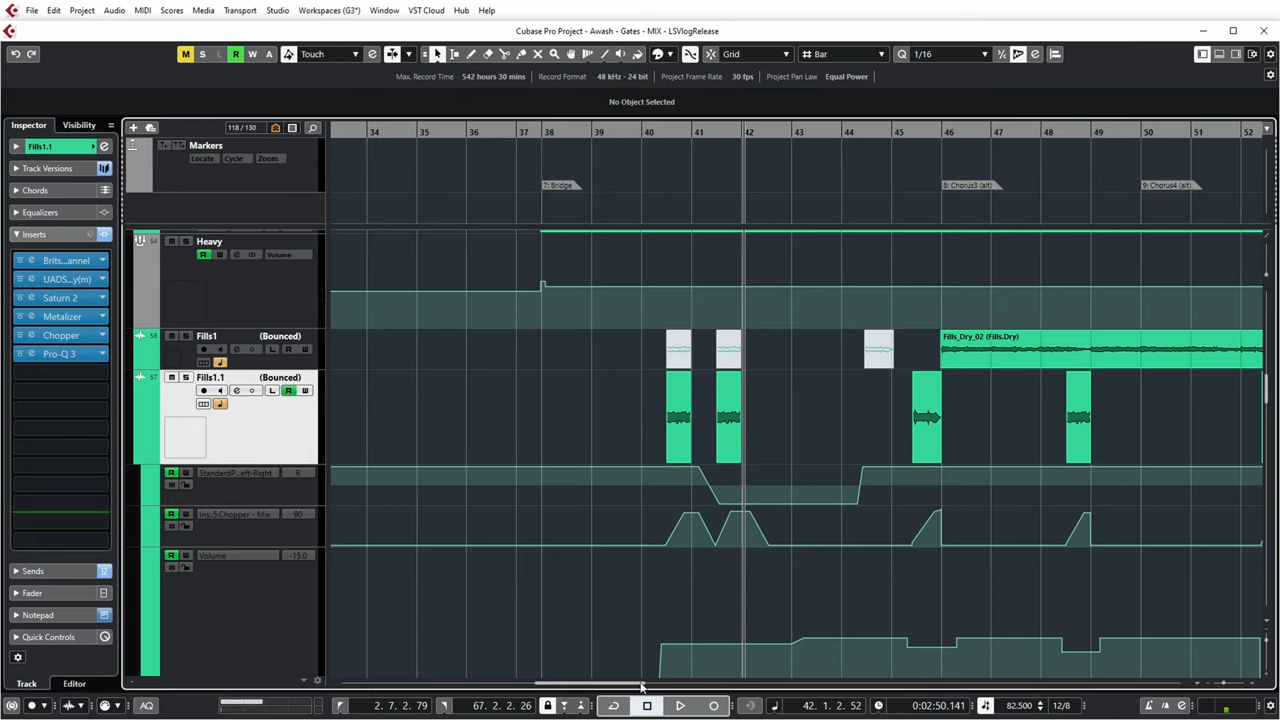 File Edit Project Audio MIDI Scores Media Transport Studio Workspaces (G3*) Window VST Cloud Hub Help
Cubase Pro Project - Awash - Gates - MIX - LSVlogRelease
M S L R W A Touch Grid Bar Q 1/16
Max. Record Time 542 hours 30 mins Record Format 48 kHz - 24 bit Project Frame Rate 30 fps Project Pan Law Equal Power
No Object Selected
Inspector Visibility
118 / 130
34 35 36 37 38 39 40 41 42 43 44 45 46 47 48 49 50 51 52
Fills1.1
Markers
Locate Cycle Zoom
Track Versions
Chords
7: Bridge 8: Chorus3 (alt) 9: Chorus4 (alt)
Equalizers
Inserts
54 M S Heavy
R W Volume
Brits...annel
UADS...y(m)
Saturn 2
Metalizer
Chopper
Pro-Q 3
56 M S Fills1 (Bounced)
L R W
Fills_Dry_02 (Fills.Dry)
57 M S Fills1.1 (Bounced)
L R W
R W StandardP...eft-Right R
R W Ins.:5:Chopper - Mix 90
R W Volume -15.0
Sends
Fader
Notepad
Quick Controls
Track Editor
AQ 2. 7. 2. 79 67. 2. 2. 26 42. 1. 2. 52 0:02:50.141 82.500